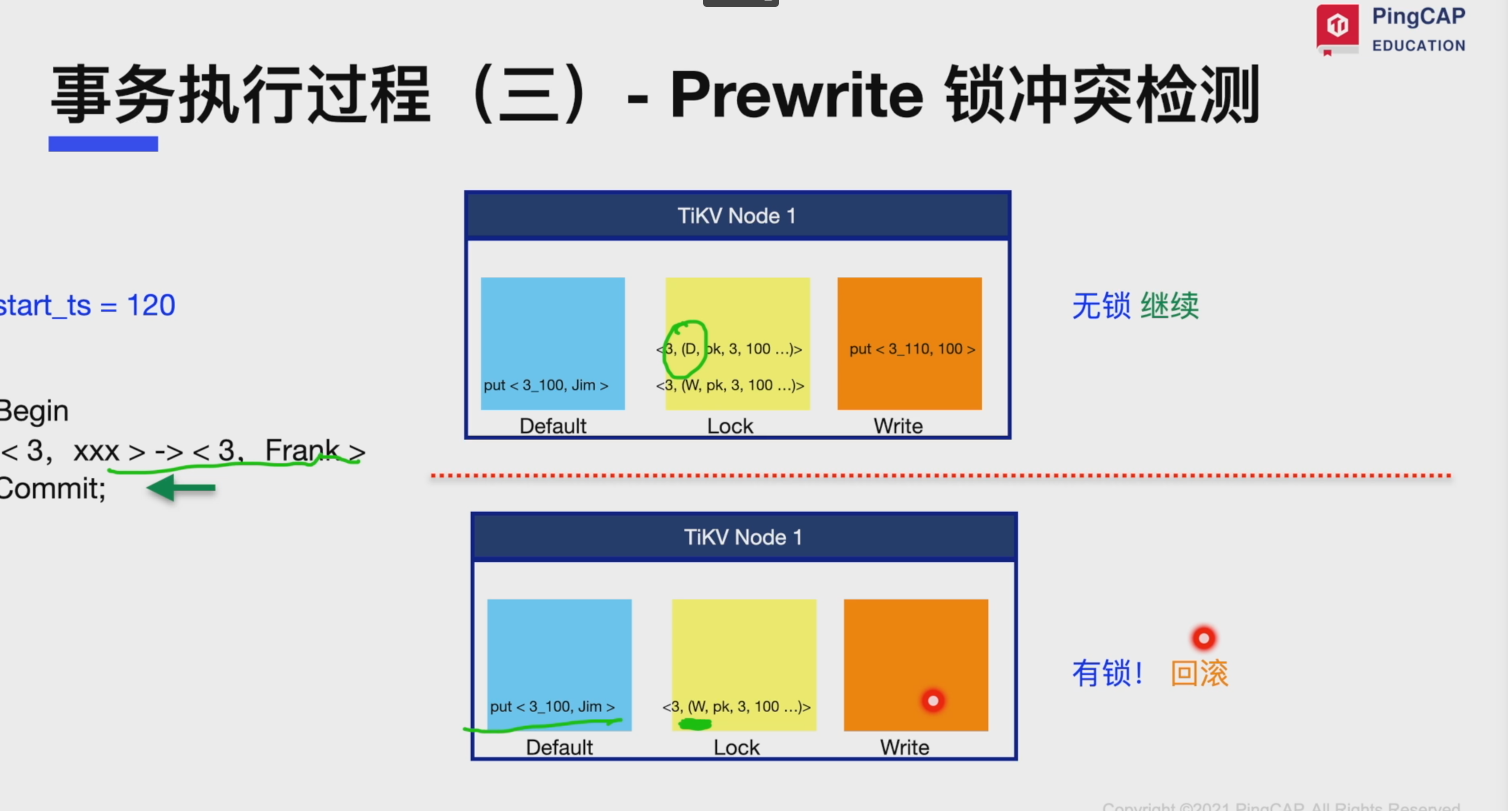 PingCAP
EDUCATION
事务执行过程（三）- Prewrite 锁冲突检测
start_ts = 120
Begin
< 3，xxx > -> < 3，Frank >
Commit;
TiKV Node 1
<3, (D, pk, 3, 100 ...)>
put < 3_110, 100 >
put < 3_100, Jim >
<3, (W, pk, 3, 100 ...)>
Default
Lock
Write
无锁 继续
TiKV Node 1
put < 3_100, Jim >
<3, (W, pk, 3, 100 ...)>
Default
Lock
Write
有锁！ 回滚
Copyright ©2021 PingCAP. All Rights Reserved